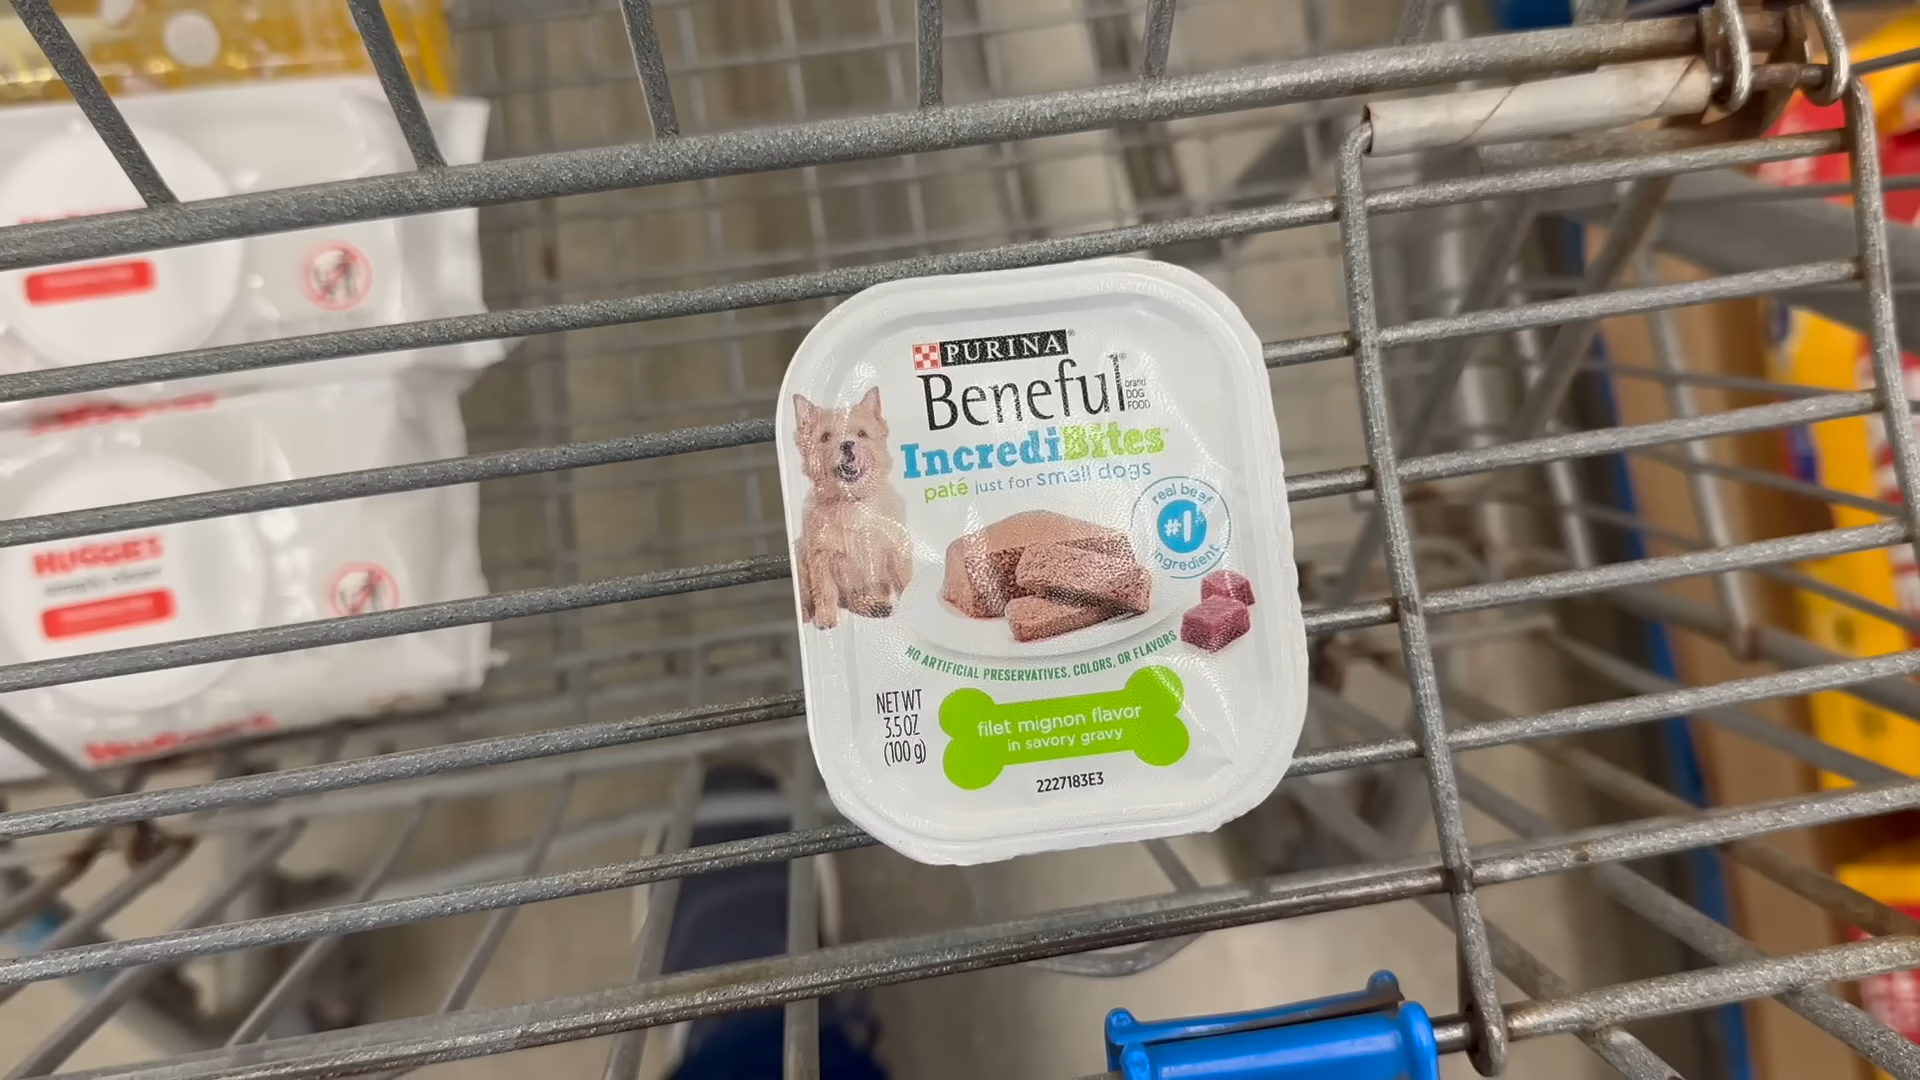 PURINA®
Beneful®
brand
DOG
FOOD
IncrediBites
paté just for small dogs
real beef
#1
ingredient
NO ARTIFICIAL PRESERVATIVES, COLORS, OR FLAVORS
NET WT
3.5 OZ
(100 g)
filet mignon flavor
in savory gravy
2227183E3
HUGGIES